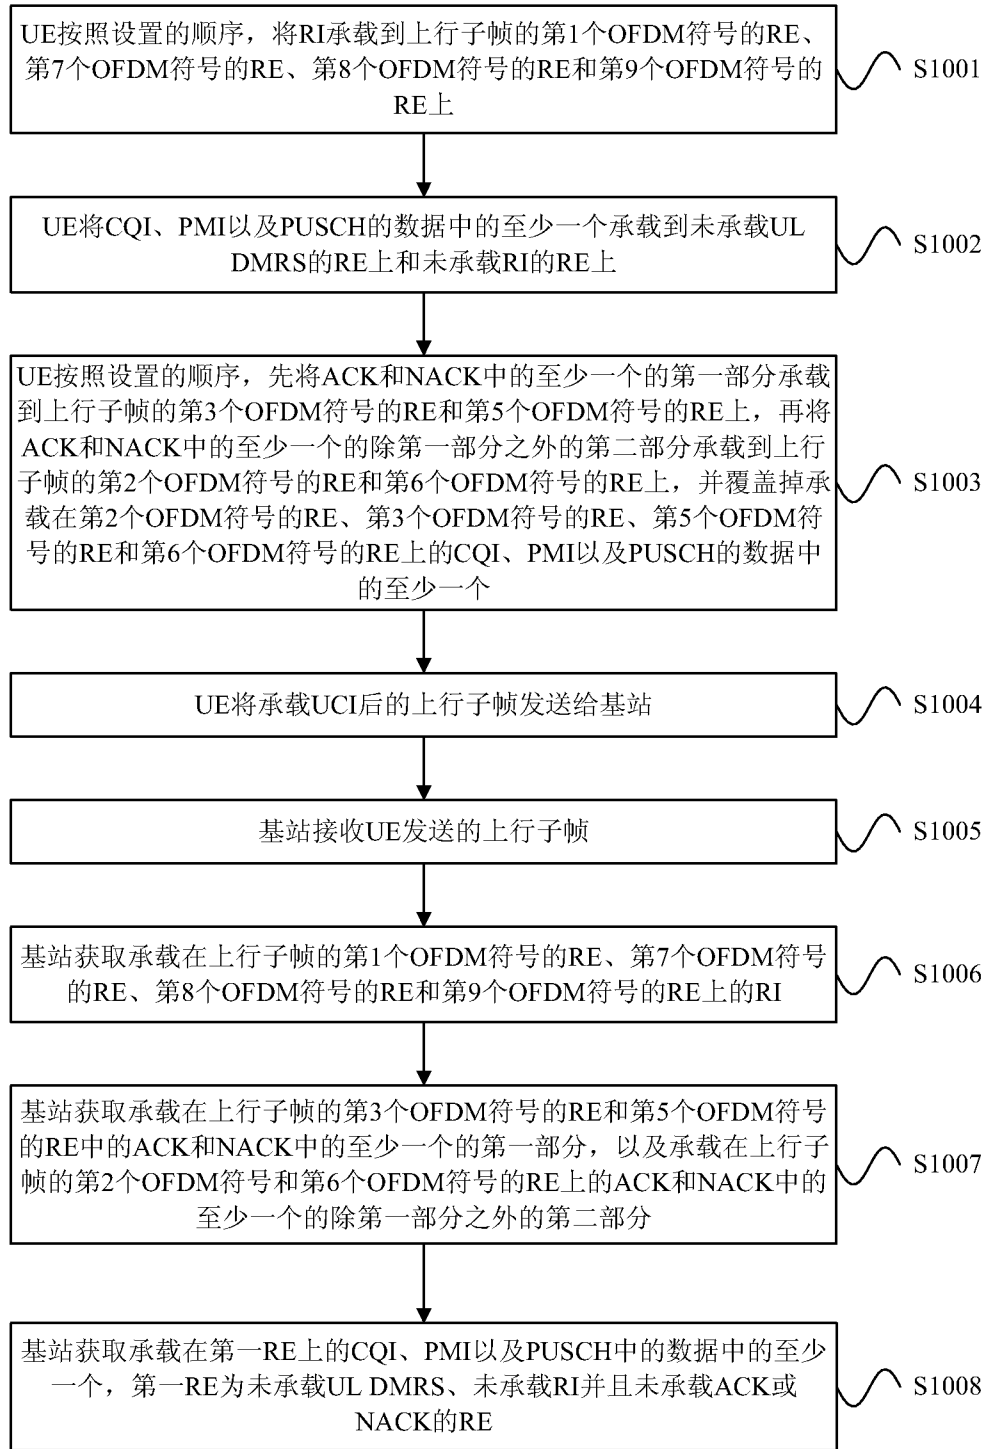 UE按照设置的顺序，将RI承载到上行子帧的第1个OFDM符号的RE、
第7个OFDM符号的RE、第8个OFDM符号的RE和第9个OFDM符号的
RE上
S1001
UE将CQI、PMI以及PUSCH的数据中的至少一个承载到未承载UL
DMRS的RE上和未承载RI的RE上
S1002
UE按照设置的顺序，先将ACK和NACK中的至少一个的第一部分承载
到上行子帧的第3个OFDM符号的RE和第5个OFDM符号的RE上，再将
ACK和NACK中的至少一个的除第一部分之外的第二部分承载到上行
子帧的第2个OFDM符号的RE和第6个OFDM符号的RE上，并覆盖掉承
载在第2个OFDM符号的RE、第3个OFDM符号的RE、第5个OFDM符
号的RE和第6个OFDM符号的RE上的CQI、PMI以及PUSCH的数据中
的至少一个
S1003
UE将承载UCI后的上行子帧发送给基站
S1004
基站接收UE发送的上行子帧
S1005
基站获取承载在上行子帧的第1个OFDM符号的RE、第7个OFDM符号
的RE、第8个OFDM符号的RE和第9个OFDM符号的RE上的RI
S1006
基站获取承载在上行子帧的第3个OFDM符号的RE和第5个OFDM符号
的RE中的ACK和NACK中的至少一个的第一部分，以及承载在上行子
帧的第2个OFDM符号和第6个OFDM符号的RE上的ACK和NACK中的
至少一个的除第一部分之外的第二部分
S1007
基站获取承载在第一RE上的CQI、PMI以及PUSCH中的数据中的至少
一个，第一RE为未承载UL DMRS、未承载RI并且未承载ACK或
NACK的RE
S1008